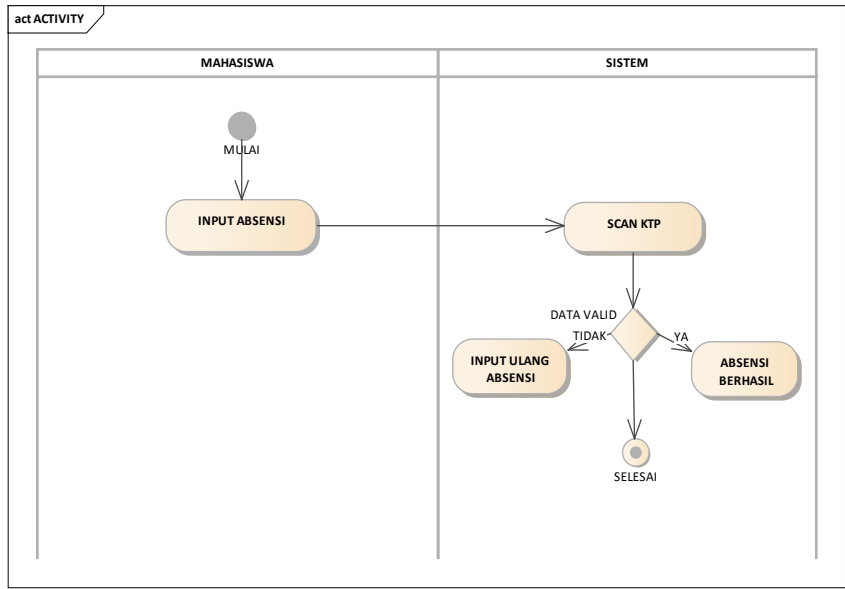 act ACTIVITY
MAHASISWA
SISTEM
MULAI
INPUT ABSENSI
SCAN KTP
DATA VALID
TIDAK
YA
INPUT ULANG
ABSENSI
ABSENSI
BERHASIL
SELESAI